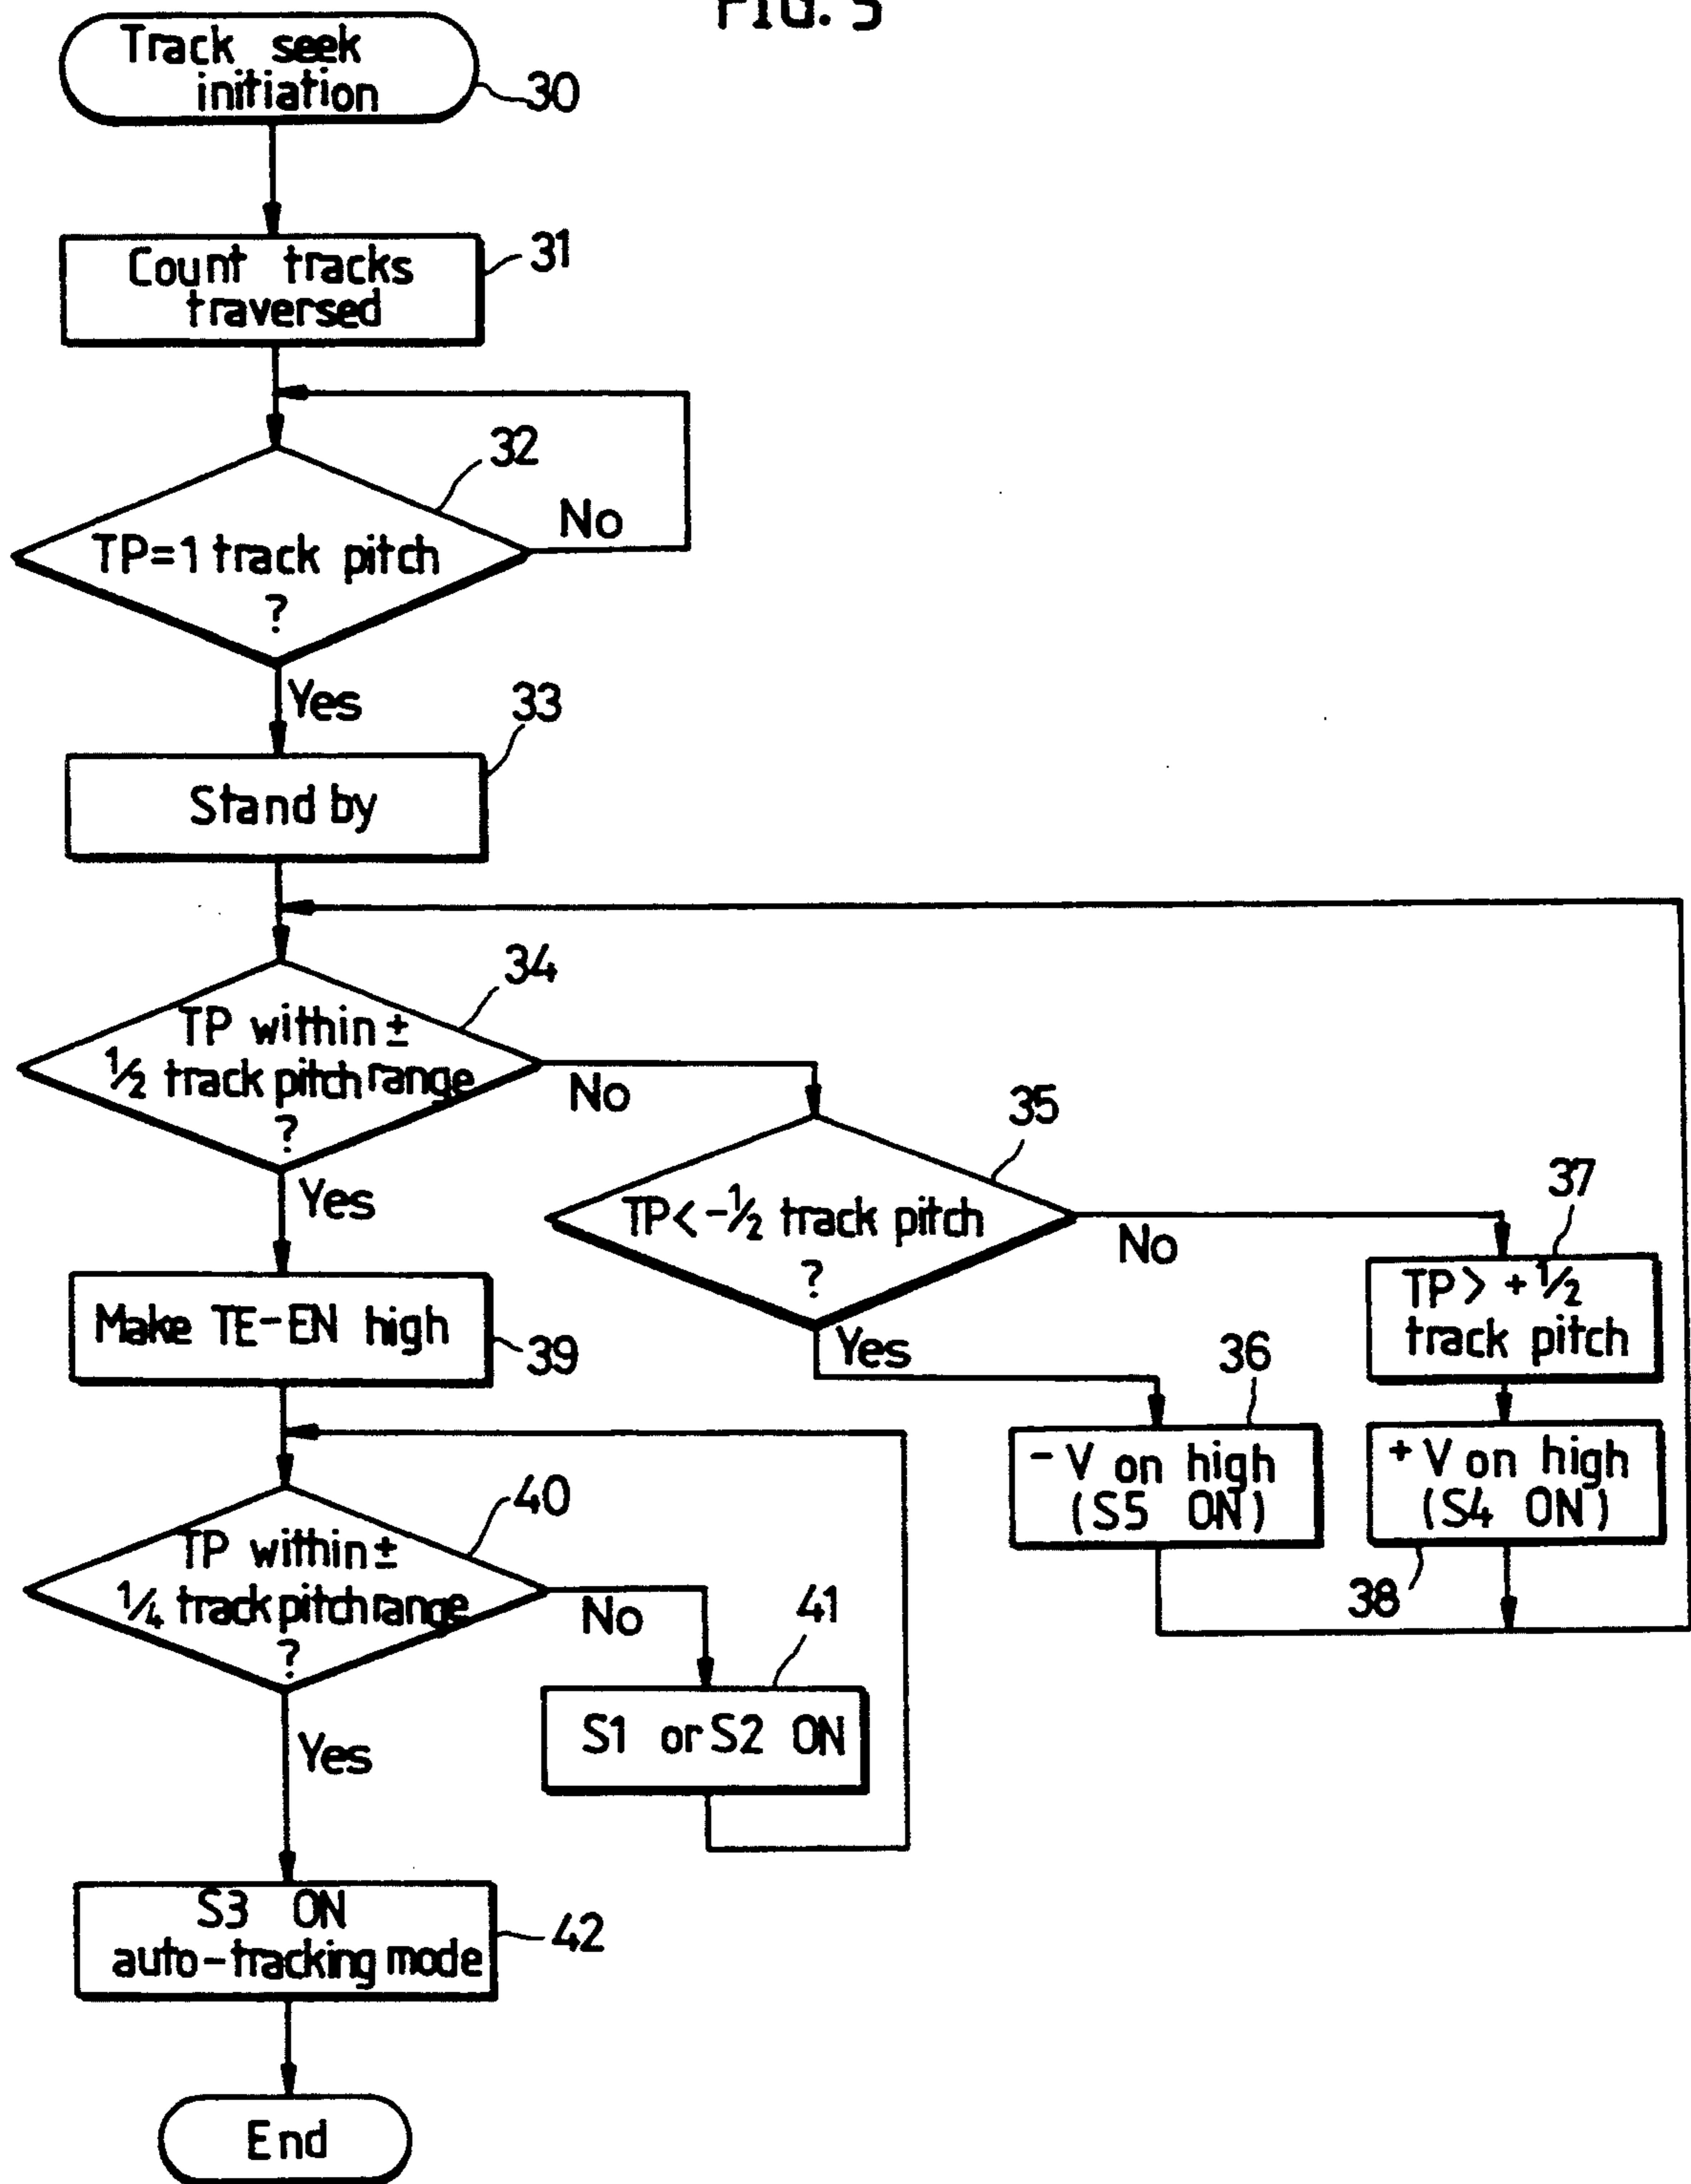 FIG. 5
Track seek
initiation
30
Count tracks
traversed
31
32
No
TP=1 track pitch
?
Yes
33
Stand by
34
TP within ±
½ track pitch range
?
No
Yes
35
TP < -½ track pitch
?
No
Yes
37
TP > +½
track pitch
Make TE-EN high
39
36
-V on high
(S5 ON)
+V on high
(S4 ON)
38
40
TP within ±
¼ track pitch range
?
No
Yes
41
S1 or S2 ON
S3 ON
auto-tracking mode
42
End